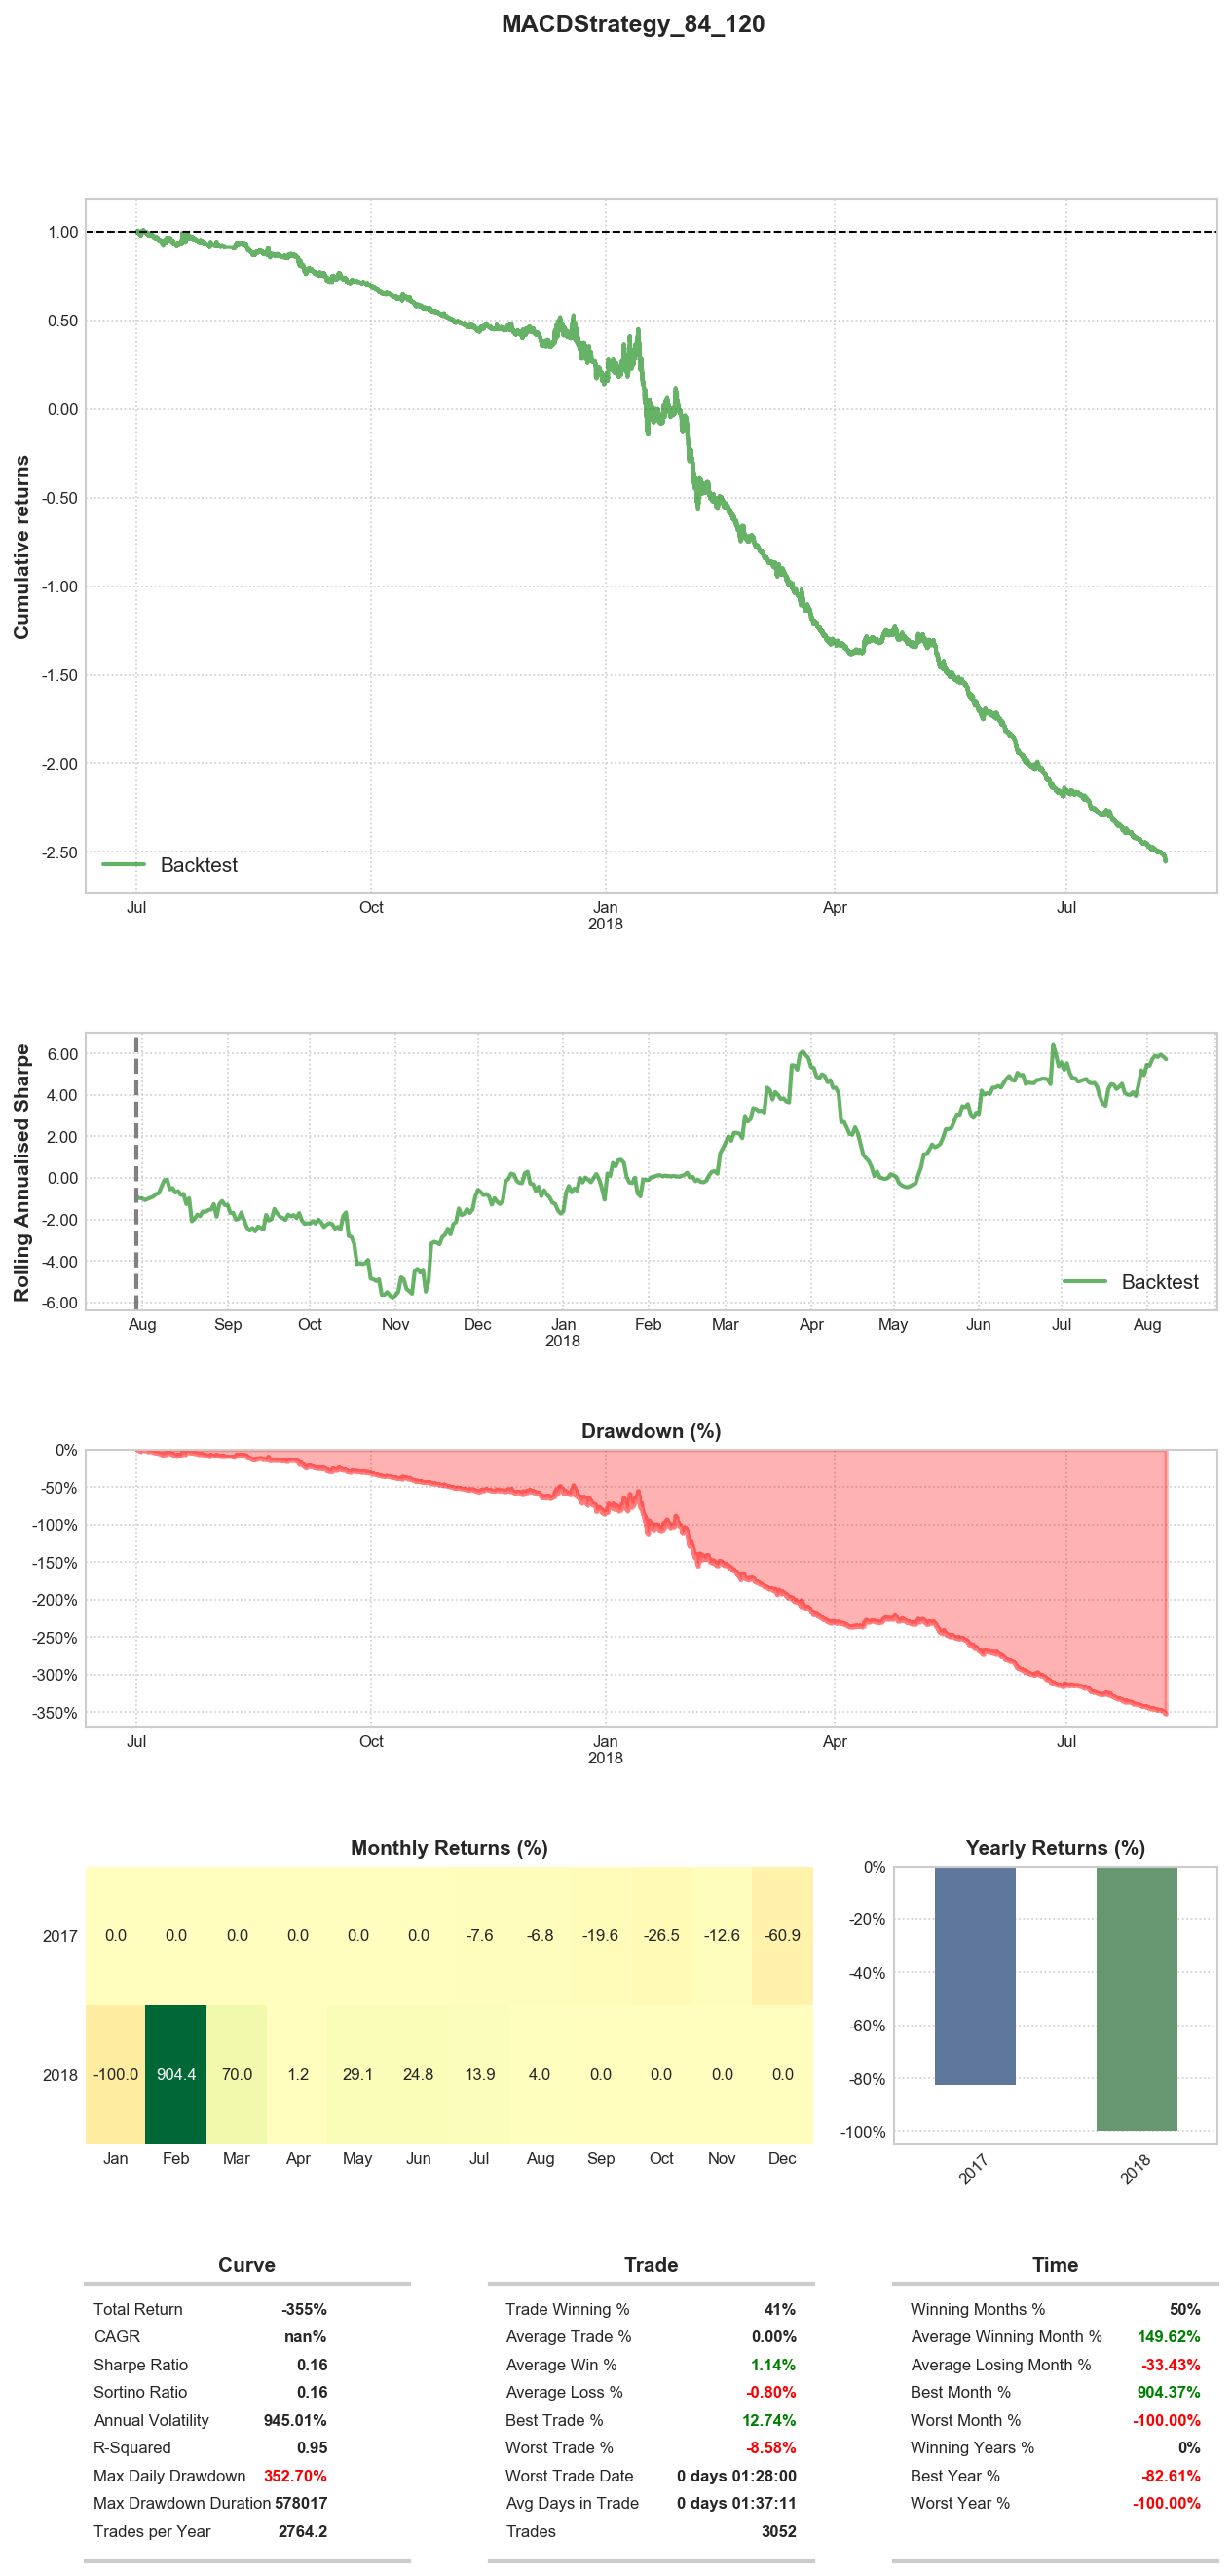 MACDStrategy_84_120
Cumulative returns
1.00
0.50
0.00
-0.50
-1.00
-1.50
-2.00
-2.50
Backtest
Jul Oct Jan Apr Jul
2018
Rolling Annualised Sharpe
6.00
4.00
2.00
0.00
-2.00
-4.00
-6.00
Backtest
Aug Sep Oct Nov Dec Jan Feb Mar Apr May Jun Jul Aug
2018
Drawdown (%)
0%
-50%
-100%
-150%
-200%
-250%
-300%
-350%
Jul Oct Jan Apr Jul
2018
Monthly Returns (%)
2017 0.0 0.0 0.0 0.0 0.0 0.0 -7.6 -6.8 -19.6 -26.5 -12.6 -60.9
2018 -100.0 904.4 70.0 1.2 29.1 24.8 13.9 4.0 0.0 0.0 0.0 0.0
Jan Feb Mar Apr May Jun Jul Aug Sep Oct Nov Dec
Yearly Returns (%)
0%
-20%
-40%
-60%
-80%
-100%
2017 2018
Curve
Total Return -355%
CAGR nan%
Sharpe Ratio 0.16
Sortino Ratio 0.16
Annual Volatility 945.01%
R-Squared 0.95
Max Daily Drawdown 352.70%
Max Drawdown Duration 578017
Trades per Year 2764.2
Trade
Trade Winning % 41%
Average Trade % 0.00%
Average Win % 1.14%
Average Loss % -0.80%
Best Trade % 12.74%
Worst Trade % -8.58%
Worst Trade Date 0 days 01:28:00
Avg Days in Trade 0 days 01:37:11
Trades 3052
Time
Winning Months % 50%
Average Winning Month % 149.62%
Average Losing Month % -33.43%
Best Month % 904.37%
Worst Month % -100.00%
Winning Years % 0%
Best Year % -82.61%
Worst Year % -100.00%